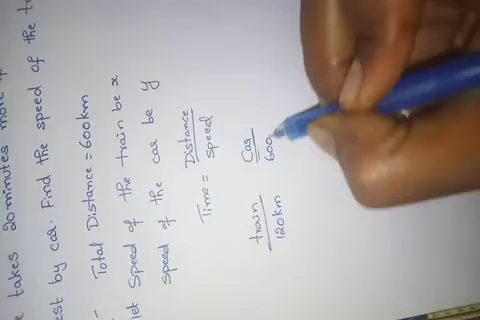 takes 20 minutes more
by car. Find the speed of the
Total Distance = 600km
let Speed of the train be x
Speed of the car be y
Time = Distance / Speed
train Car
120km 600